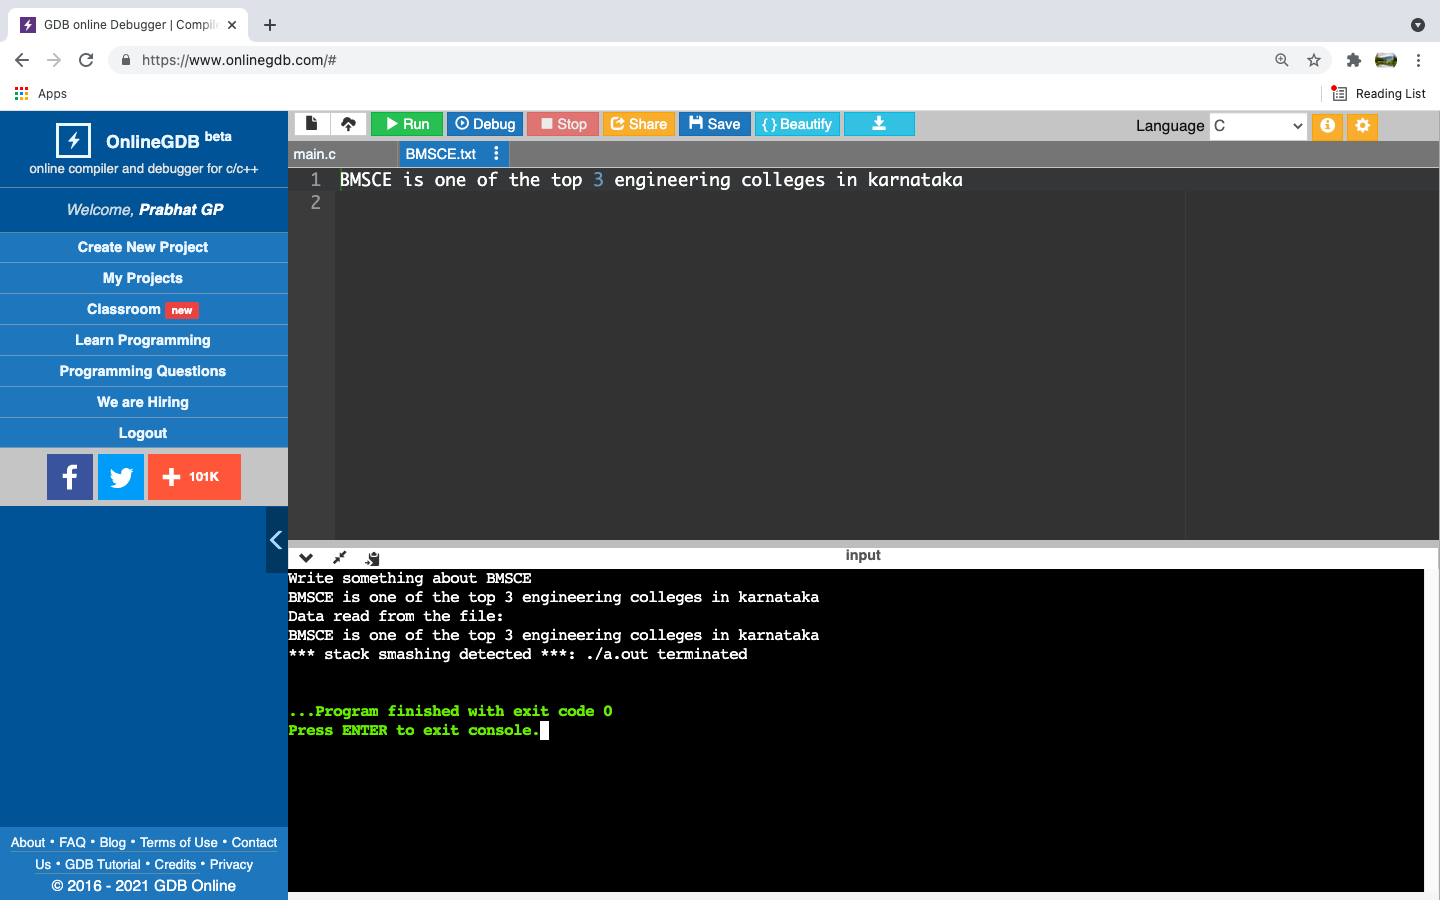 GDB online Debugger | Compil
https://www.onlinegdb.com/#
Apps
Reading List
OnlineGDB beta
online compiler and debugger for c/c++
Welcome, Prabhat GP
Create New Project
My Projects
Classroom new
Learn Programming
Programming Questions
We are Hiring
Logout
101K
About • FAQ • Blog • Terms of Use • Contact
Us • GDB Tutorial • Credits • Privacy
© 2016 - 2021 GDB Online
Run Debug Stop Share Save { } Beautify
Language C
main.c BMSCE.txt
1 BMSCE is one of the top 3 engineering colleges in karnataka
2
input
Write something about BMSCE
BMSCE is one of the top 3 engineering colleges in karnataka
Data read from the file:
BMSCE is one of the top 3 engineering colleges in karnataka
*** stack smashing detected ***: ./a.out terminated
...Program finished with exit code 0
Press ENTER to exit console.